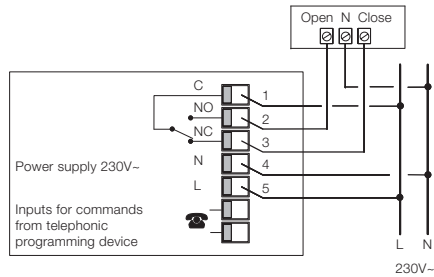 Open N Close
C
1
NO
2
NC
3
N
4
Power supply 230V~
L
5
Inputs for commands
from telephonic
programming device
L N
230V~